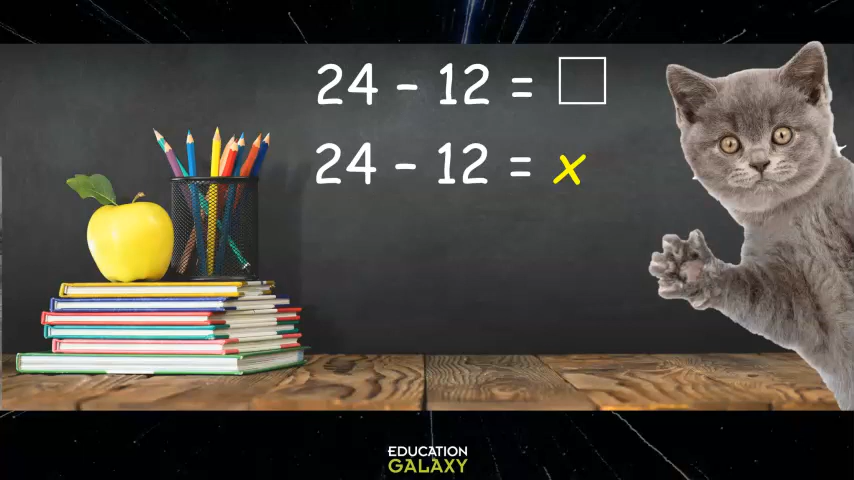 24 - 12 = □
24 - 12 = x
EDUCATION
GALAXY